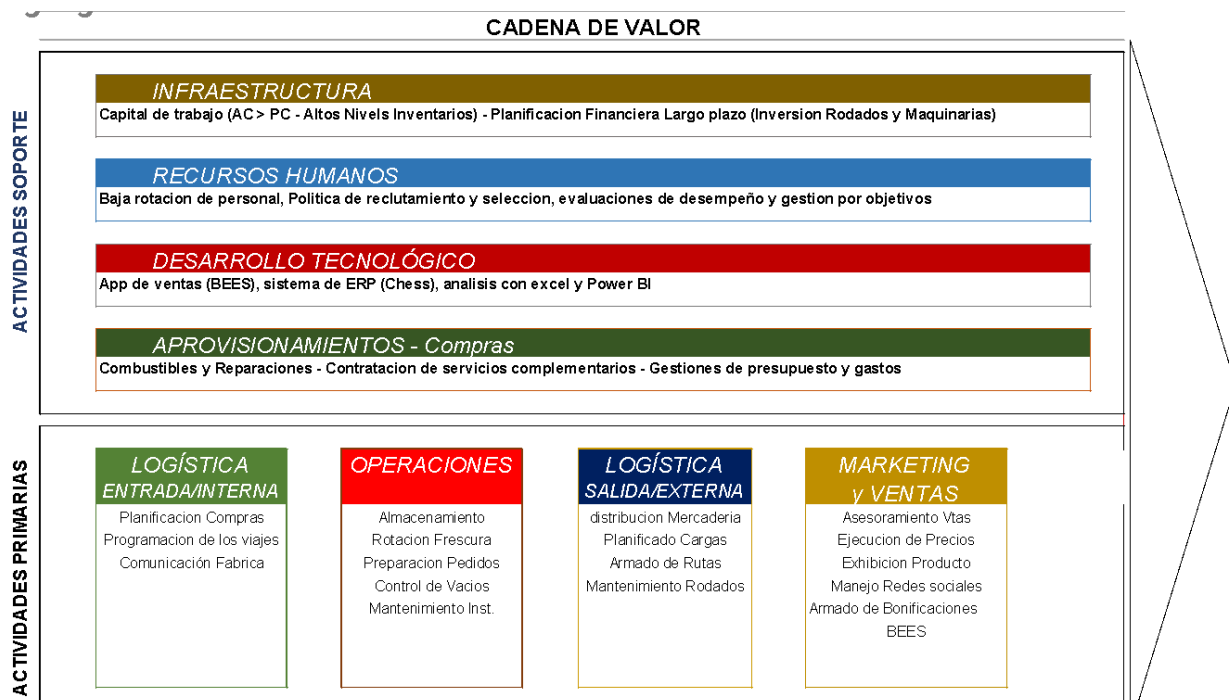 CADENA DE VALOR
ACTIVIDADES SOPORTE
INFRAESTRUCTURA
Capital de trabajo (AC > PC - Altos Nivels Inventarios) - Planificacion Financiera Largo plazo (Inversion Rodados y Maquinarias)
RECURSOS HUMANOS
Baja rotacion de personal, Politica de reclutamiento y seleccion, evaluaciones de desempeño y gestion por objetivos
DESARROLLO TECNOLÓGICO
App de ventas (BEES), sistema de ERP (Chess), analisis con excel y Power BI
APROVISIONAMIENTOS - Compras
Combustibles y Reparaciones - Contratacion de servicios complementarios - Gestiones de presupuesto y gastos
ACTIVIDADES PRIMARIAS
LOGÍSTICA
ENTRADA/INTERNA
Planificacion Compras
Programacion de los viajes
Comunicación Fabrica
OPERACIONES
Almacenamiento
Rotacion Frescura
Preparacion Pedidos
Control de Vacios
Mantenimiento Inst.
LOGÍSTICA
SALIDA/EXTERNA
distribucion Mercaderia
Planificado Cargas
Armado de Rutas
Mantenimiento Rodados
MARKETING
y VENTAS
Asesoramiento Vtas
Ejecucion de Precios
Exhibicion Producto
Manejo Redes sociales
Armado de Bonificaciones
BEES